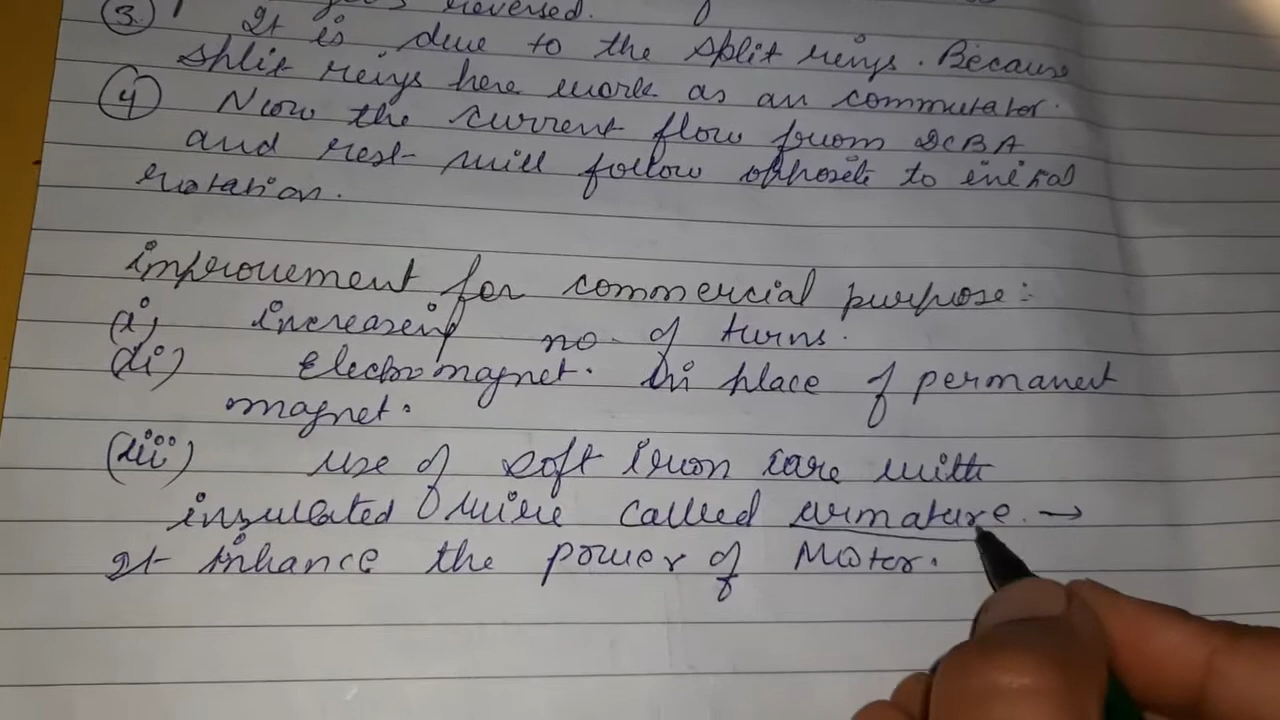 reversed.
(3.) It is due to the split rings. Because
split rings here work as an commutator.
(4) Now the current flow from DCBA
and rest will follow opposite to inital
rotation.
improvement for commercial purpose:
(i) increasing no. of turns.
(ii) Electromagnet. In place of permanent
magnet.
(iii) use of soft iron core with
insulated wire called armature. →
It inhance the power of Motor.